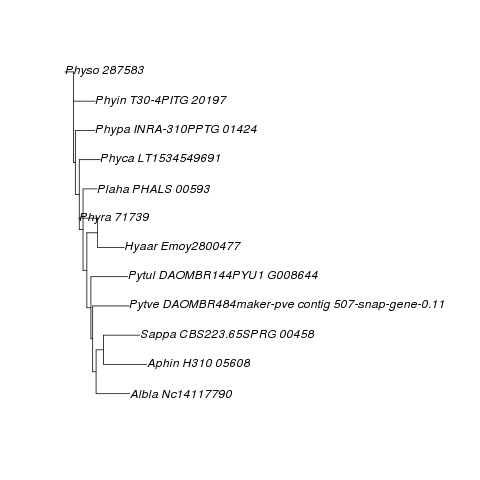 Physo 287583
Phyin T30-4PITG 20197
Phypa INRA-310PPTG 01424
Phyca LT1534549691
Plaha PHALS 00593
Phyra 71739
Hyaar Emoy2800477
Pytul DAOMBR144PYU1 G008644
Pytve DAOMBR484maker-pve contig 507-snap-gene-0.11
Sappa CBS223.65SPRG 00458
Aphin H310 05608
Albla Nc14117790